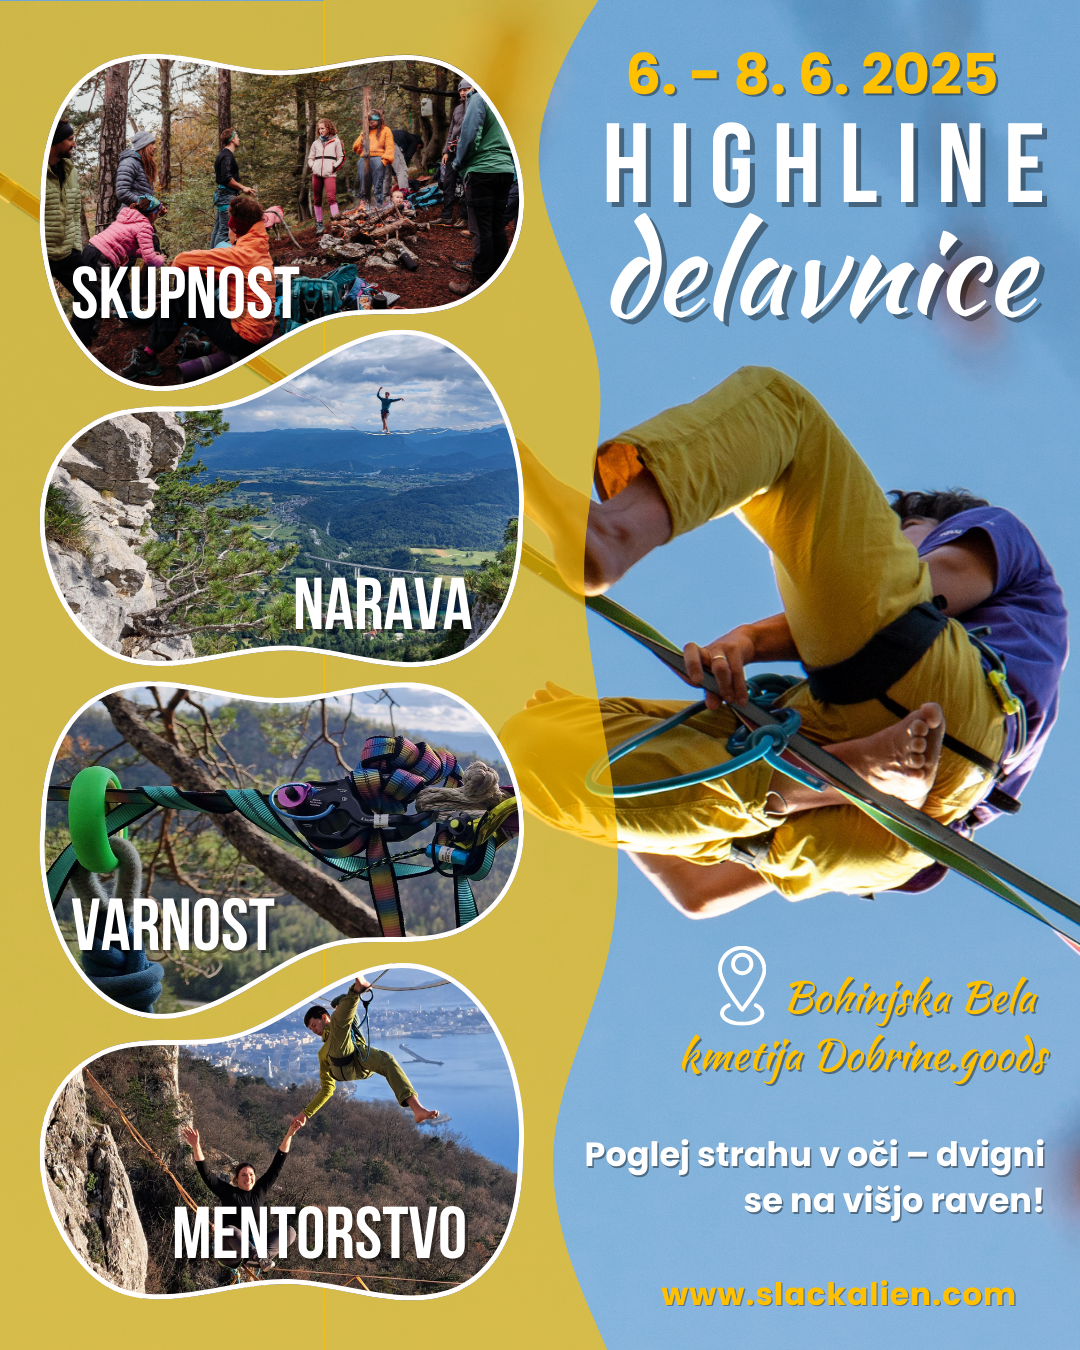 6. – 8. 6. 2025
HIGHLINE
delavnice
SKUPNOST
NARAVA
VARNOST
MENTORSTVO
Bohinjska Bela
kmetija Dobrine.goods
Poglej strahu v oči – dvigni
se na višjo raven!
www.slackalien.com